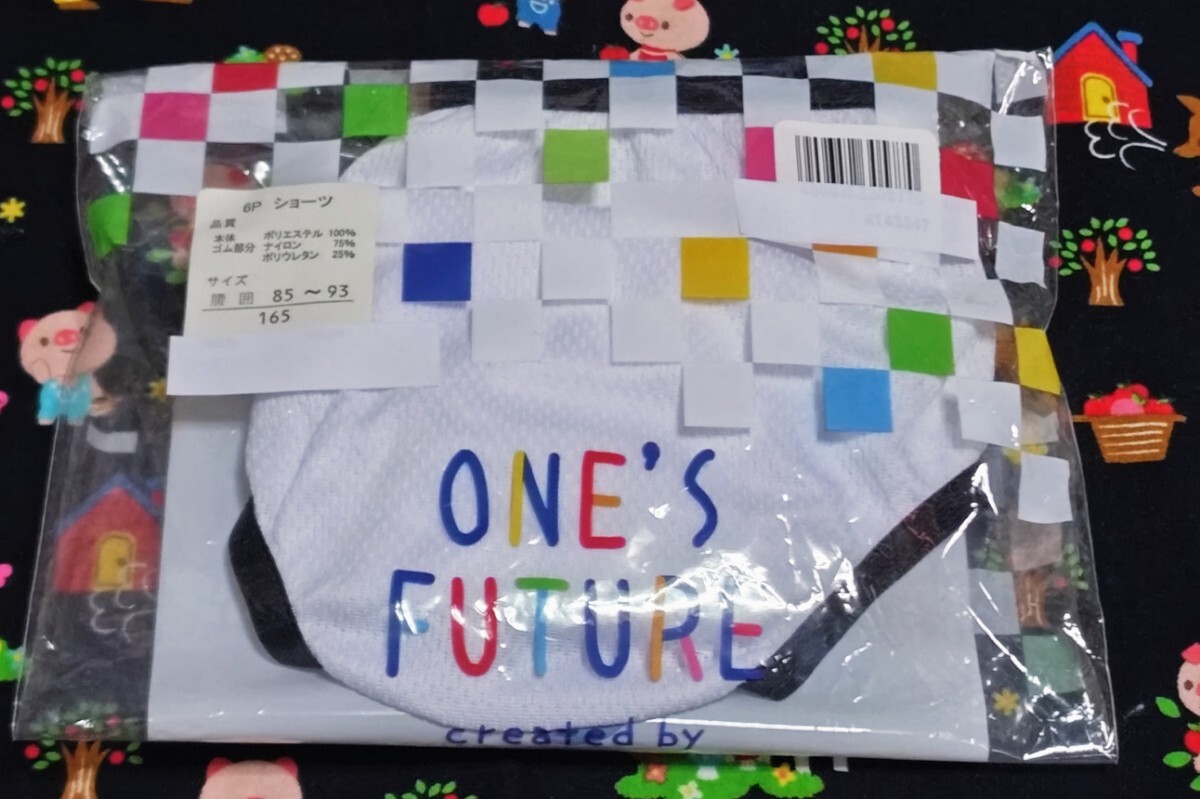 6P ショーツ
品質
本体 ポリエステル 100%
ゴム部分 ナイロン 75%
ポリウレタン 25%
サイズ
腰囲 85～93
165
ONE'S
FUTURE
created by